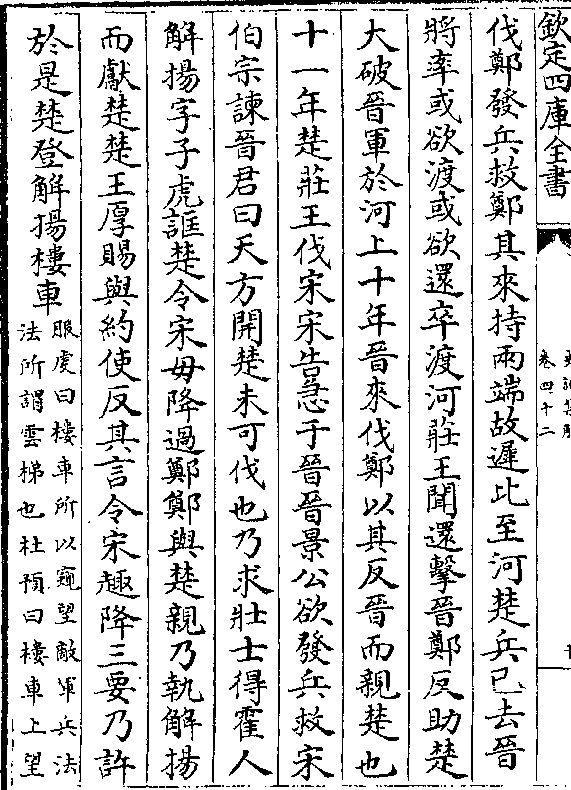 欽定四庫全書
卷四十二
伐鄭發兵救鄭其來持兩端故遲比至河楚兵已去晉
將率或欲渡或欲還卒渡河莊王聞還擊晉鄭反助楚
大破晉軍於河上十年晉來伐鄭以其反晉而親楚也
十一年楚莊王伐宋宋告急于晉晉景公欲發兵救宋
伯宗諫晉君曰天方開楚未可伐也乃求壯士得霍人
解揚字子虎誆楚令宋毋降過鄭鄭與楚親乃執解揚
而獻楚楚王厚賜與約使反其言令宋趣降三要乃許
於是楚登解揚樓車
服虔曰樓車所以窺望敵軍兵法
法所謂雲梯也杜預曰樓車上望